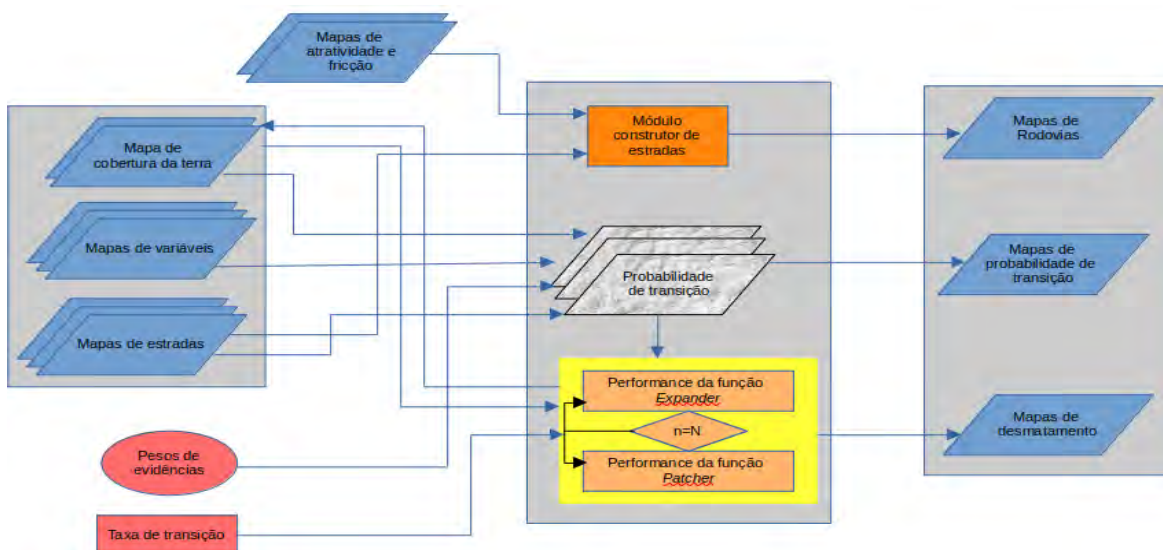 Mapas de
atratividade e
fricção
Mapa de
cobertura da terra
Mapas de variáveis
Mapas de estradas
Pesos de
evidências
Taxa de transição
Módulo
construtor de
estradas
Probabilidade
de transição
Performance da função
Expander
n=N
Performance da função
Patcher
Mapas de
Rodovias
Mapas de
probabilidade de
transição
Mapas de
desmatamento